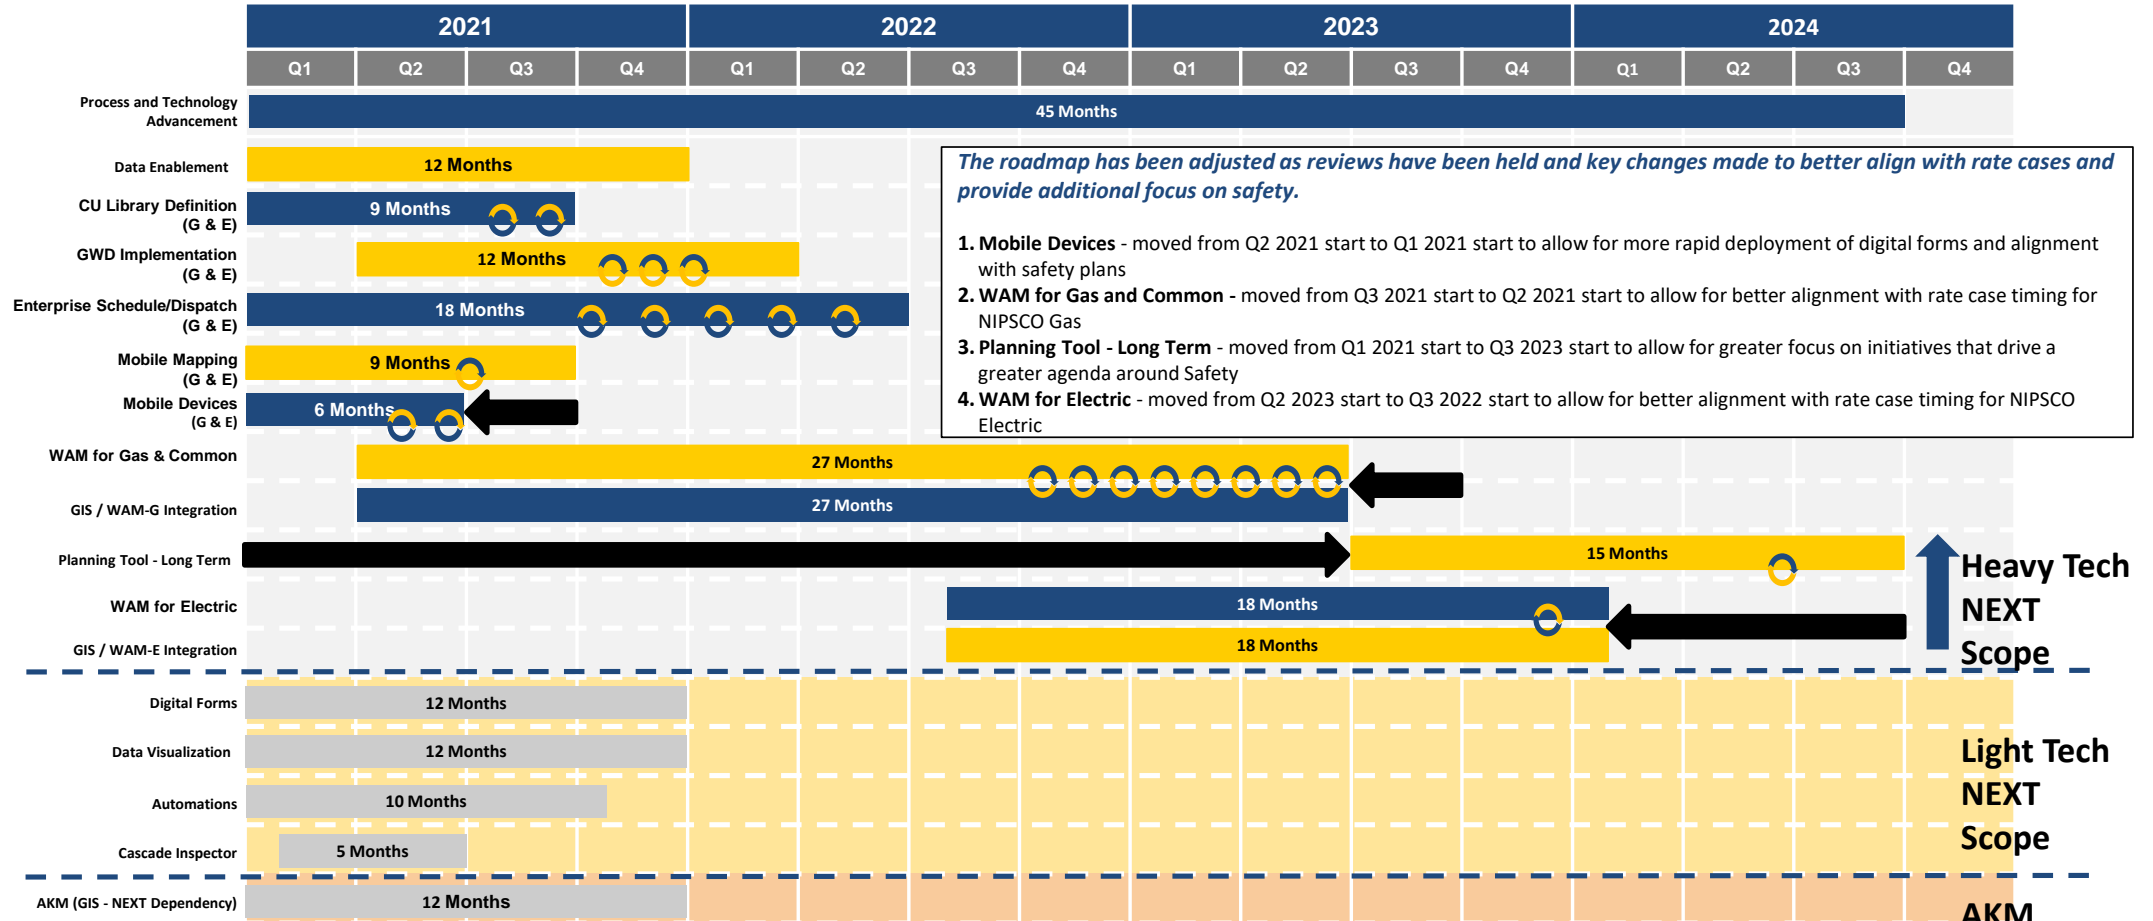 2021 2022 2023 2024
Q1 Q2 Q3 Q4 Q1 Q2 Q3 Q4 Q1 Q2 Q3 Q4 Q1 Q2 Q3 Q4
Process and Technology
Advancement
45 Months
Data Enablement
12 Months
CU Library Definition
(G & E)
9 Months
GWD Implementation
(G & E)
12 Months
Enterprise Schedule/Dispatch
(G & E)
18 Months
Mobile Mapping
(G & E)
9 Months
Mobile Devices
(G & E)
6 Months
The roadmap has been adjusted as reviews have been held and key changes made to better align with rate cases and
provide additional focus on safety.
1. Mobile Devices - moved from Q2 2021 start to Q1 2021 start to allow for more rapid deployment of digital forms and alignment
with safety plans
2. WAM for Gas and Common - moved from Q3 2021 start to Q2 2021 start to allow for better alignment with rate case timing for
NIPSCO Gas
3. Planning Tool - Long Term - moved from Q1 2021 start to Q3 2023 start to allow for greater focus on initiatives that drive a
greater agenda around Safety
4. WAM for Electric - moved from Q2 2023 start to Q3 2022 start to allow for better alignment with rate case timing for NIPSCO
Electric
WAM for Gas & Common
27 Months
GIS / WAM-G Integration
27 Months
Planning Tool - Long Term
15 Months
WAM for Electric
18 Months
GIS / WAM-E Integration
18 Months
Heavy Tech
NEXT
Scope
Digital Forms
12 Months
Data Visualization
12 Months
Automations
10 Months
Cascade Inspector
5 Months
Light Tech
NEXT
Scope
AKM (GIS - NEXT Dependency)
12 Months
AKM